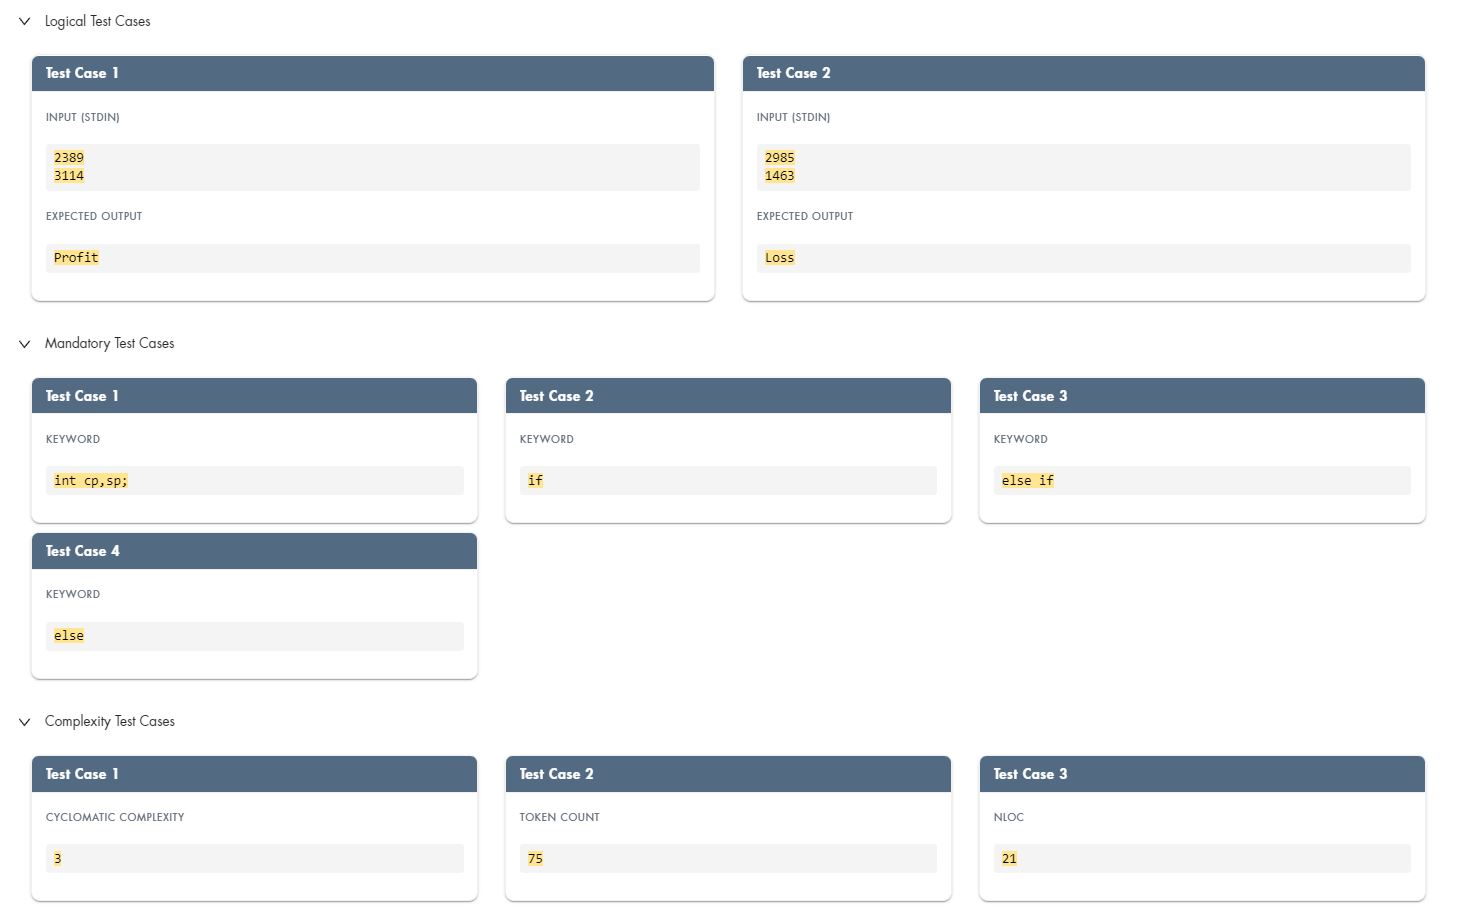 Logical Test Cases
Test Case 1
INPUT (STDIN)
2389
3114
EXPECTED OUTPUT
Profit
Test Case 2
INPUT (STDIN)
2985
1463
EXPECTED OUTPUT
Loss
Mandatory Test Cases
Test Case 1
KEYWORD
int cp,sp;
Test Case 2
KEYWORD
if
Test Case 3
KEYWORD
else if
Test Case 4
KEYWORD
else
Complexity Test Cases
Test Case 1
CYCLOMATIC COMPLEXITY
3
Test Case 2
TOKEN COUNT
75
Test Case 3
NLOC
21